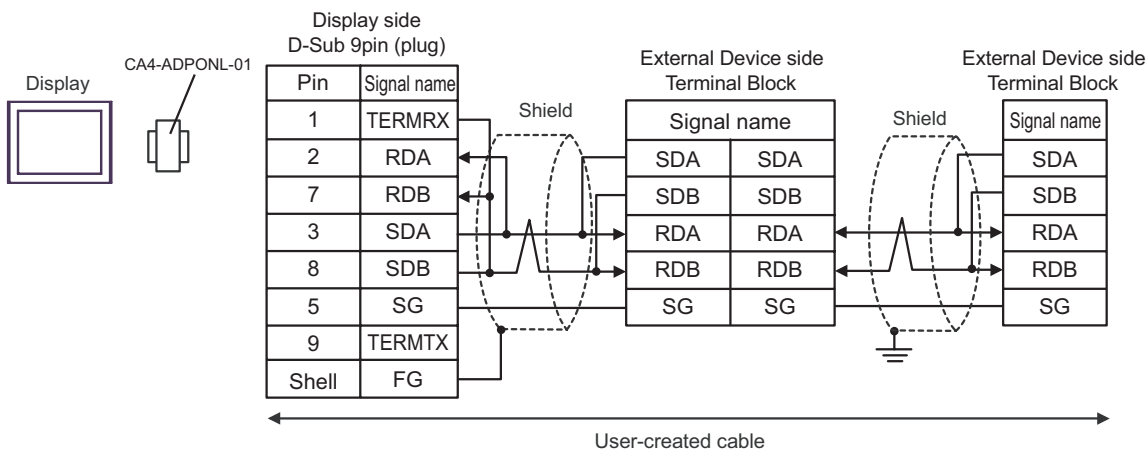 Display
CA4-ADPONL-01
Display side
D-Sub 9pin (plug)
Pin Signal name
1 TERMRX
2 RDA
7 RDB
3 SDA
8 SDB
5 SG
9 TERMTX
Shell FG
Shield
External Device side
Terminal Block
Signal name
SDA SDA
SDB SDB
RDA RDA
RDB RDB
SG SG
Shield
External Device side
Terminal Block
Signal name
SDA
SDB
RDA
RDB
SG
User-created cable